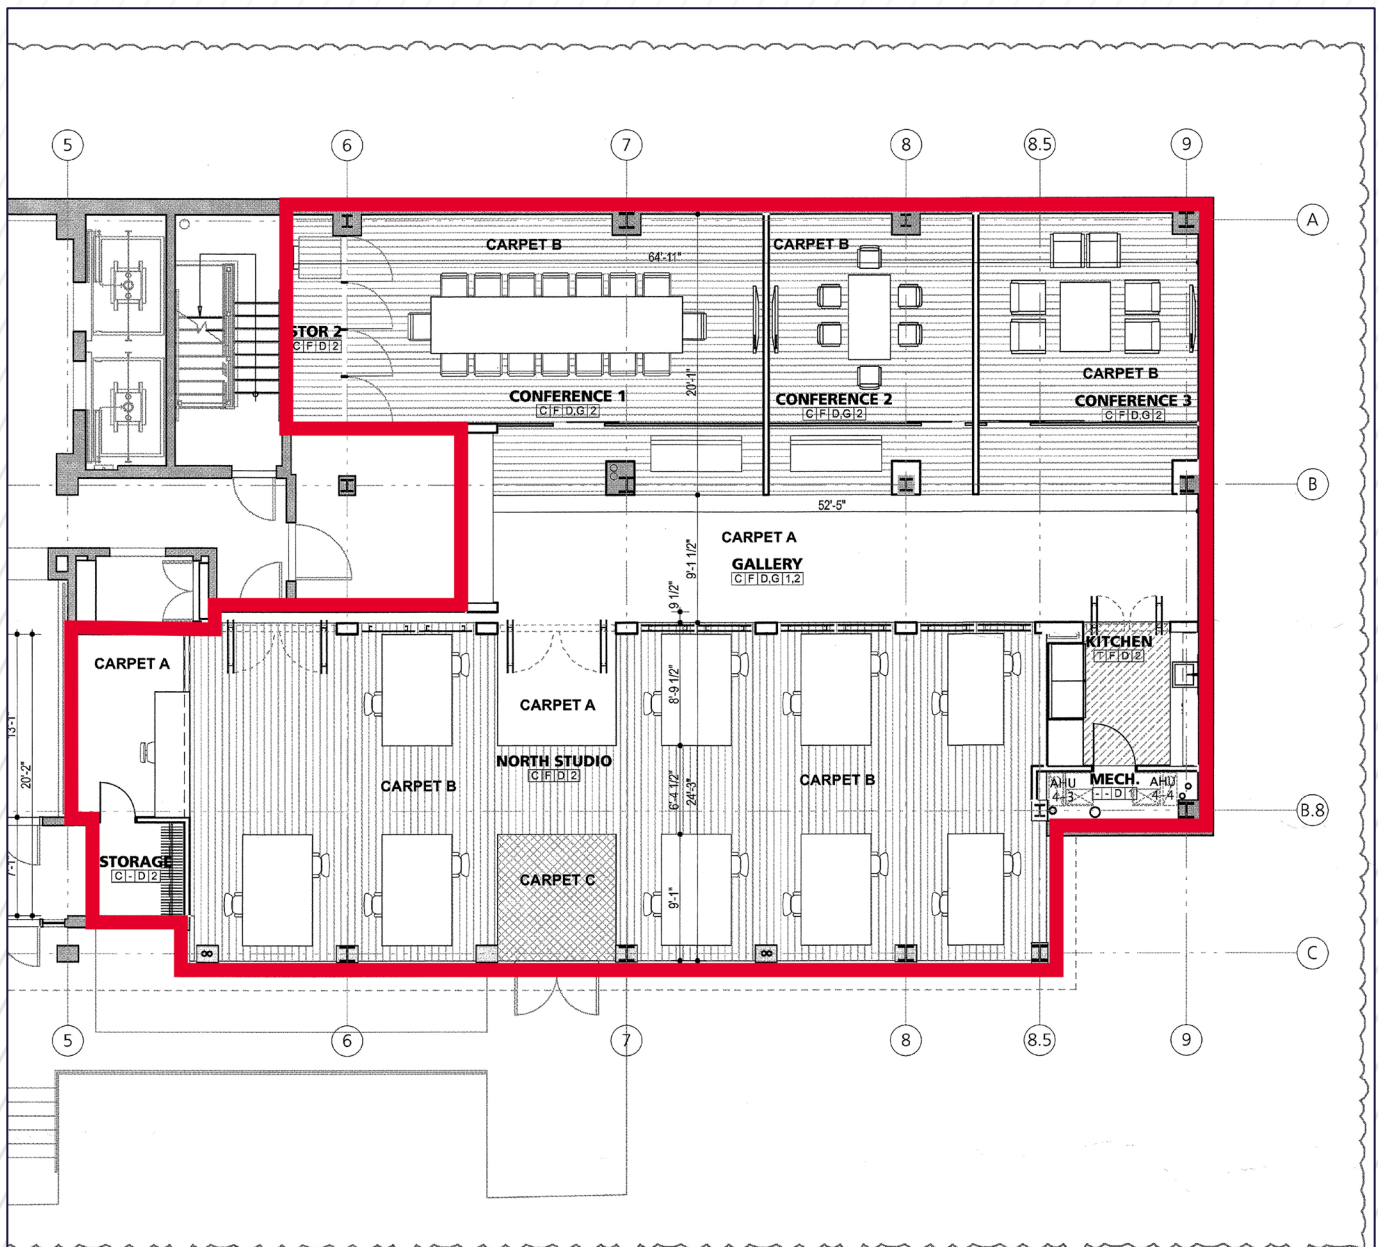 5 6 7 8 8.5 9
A
CARPET B
CARPET B
64'-11"
CARPET B
STOR 2
C F D 2
20'-1"
CONFERENCE 1
C F D,G 2
CONFERENCE 2
C F D,G 2
CONFERENCE 3
C F D,G 2
B
52'-5"
CARPET A
GALLERY
C F D,G 1,2
9'-1 1/2"
9 1/2"
KITCHEN
T F D 2
CARPET A
8'-9 1/2"
CARPET A
13'-1
20'-2"
NORTH STUDIO
C F D 2
CARPET B
CARPET B
6'-4 1/2"
24'-3"
MECH.
- - D 1
AHU
4-3
AHU
4-4
B.8
STORAGE
C - D 2
7'-1
CARPET C
9'-1"
C
5 6 7 8 8.5 9